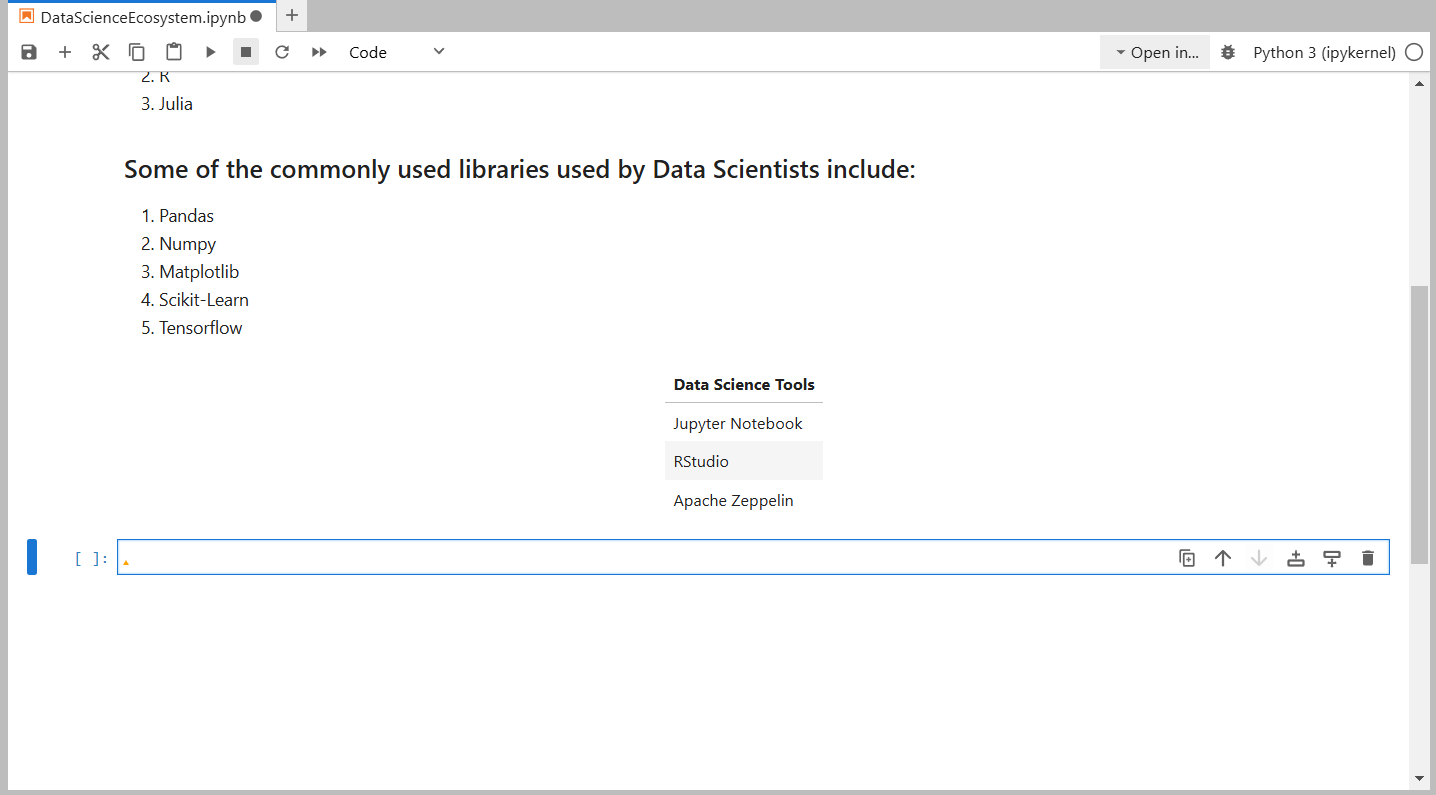 DataScienceEcosystem.ipynb
Code
Open in...
Python 3 (ipykernel)
2. R
3. Julia
Some of the commonly used libraries used by Data Scientists include:
1. Pandas
2. Numpy
3. Matplotlib
4. Scikit-Learn
5. Tensorflow
Data Science Tools
Jupyter Notebook
RStudio
Apache Zeppelin
[ ]: